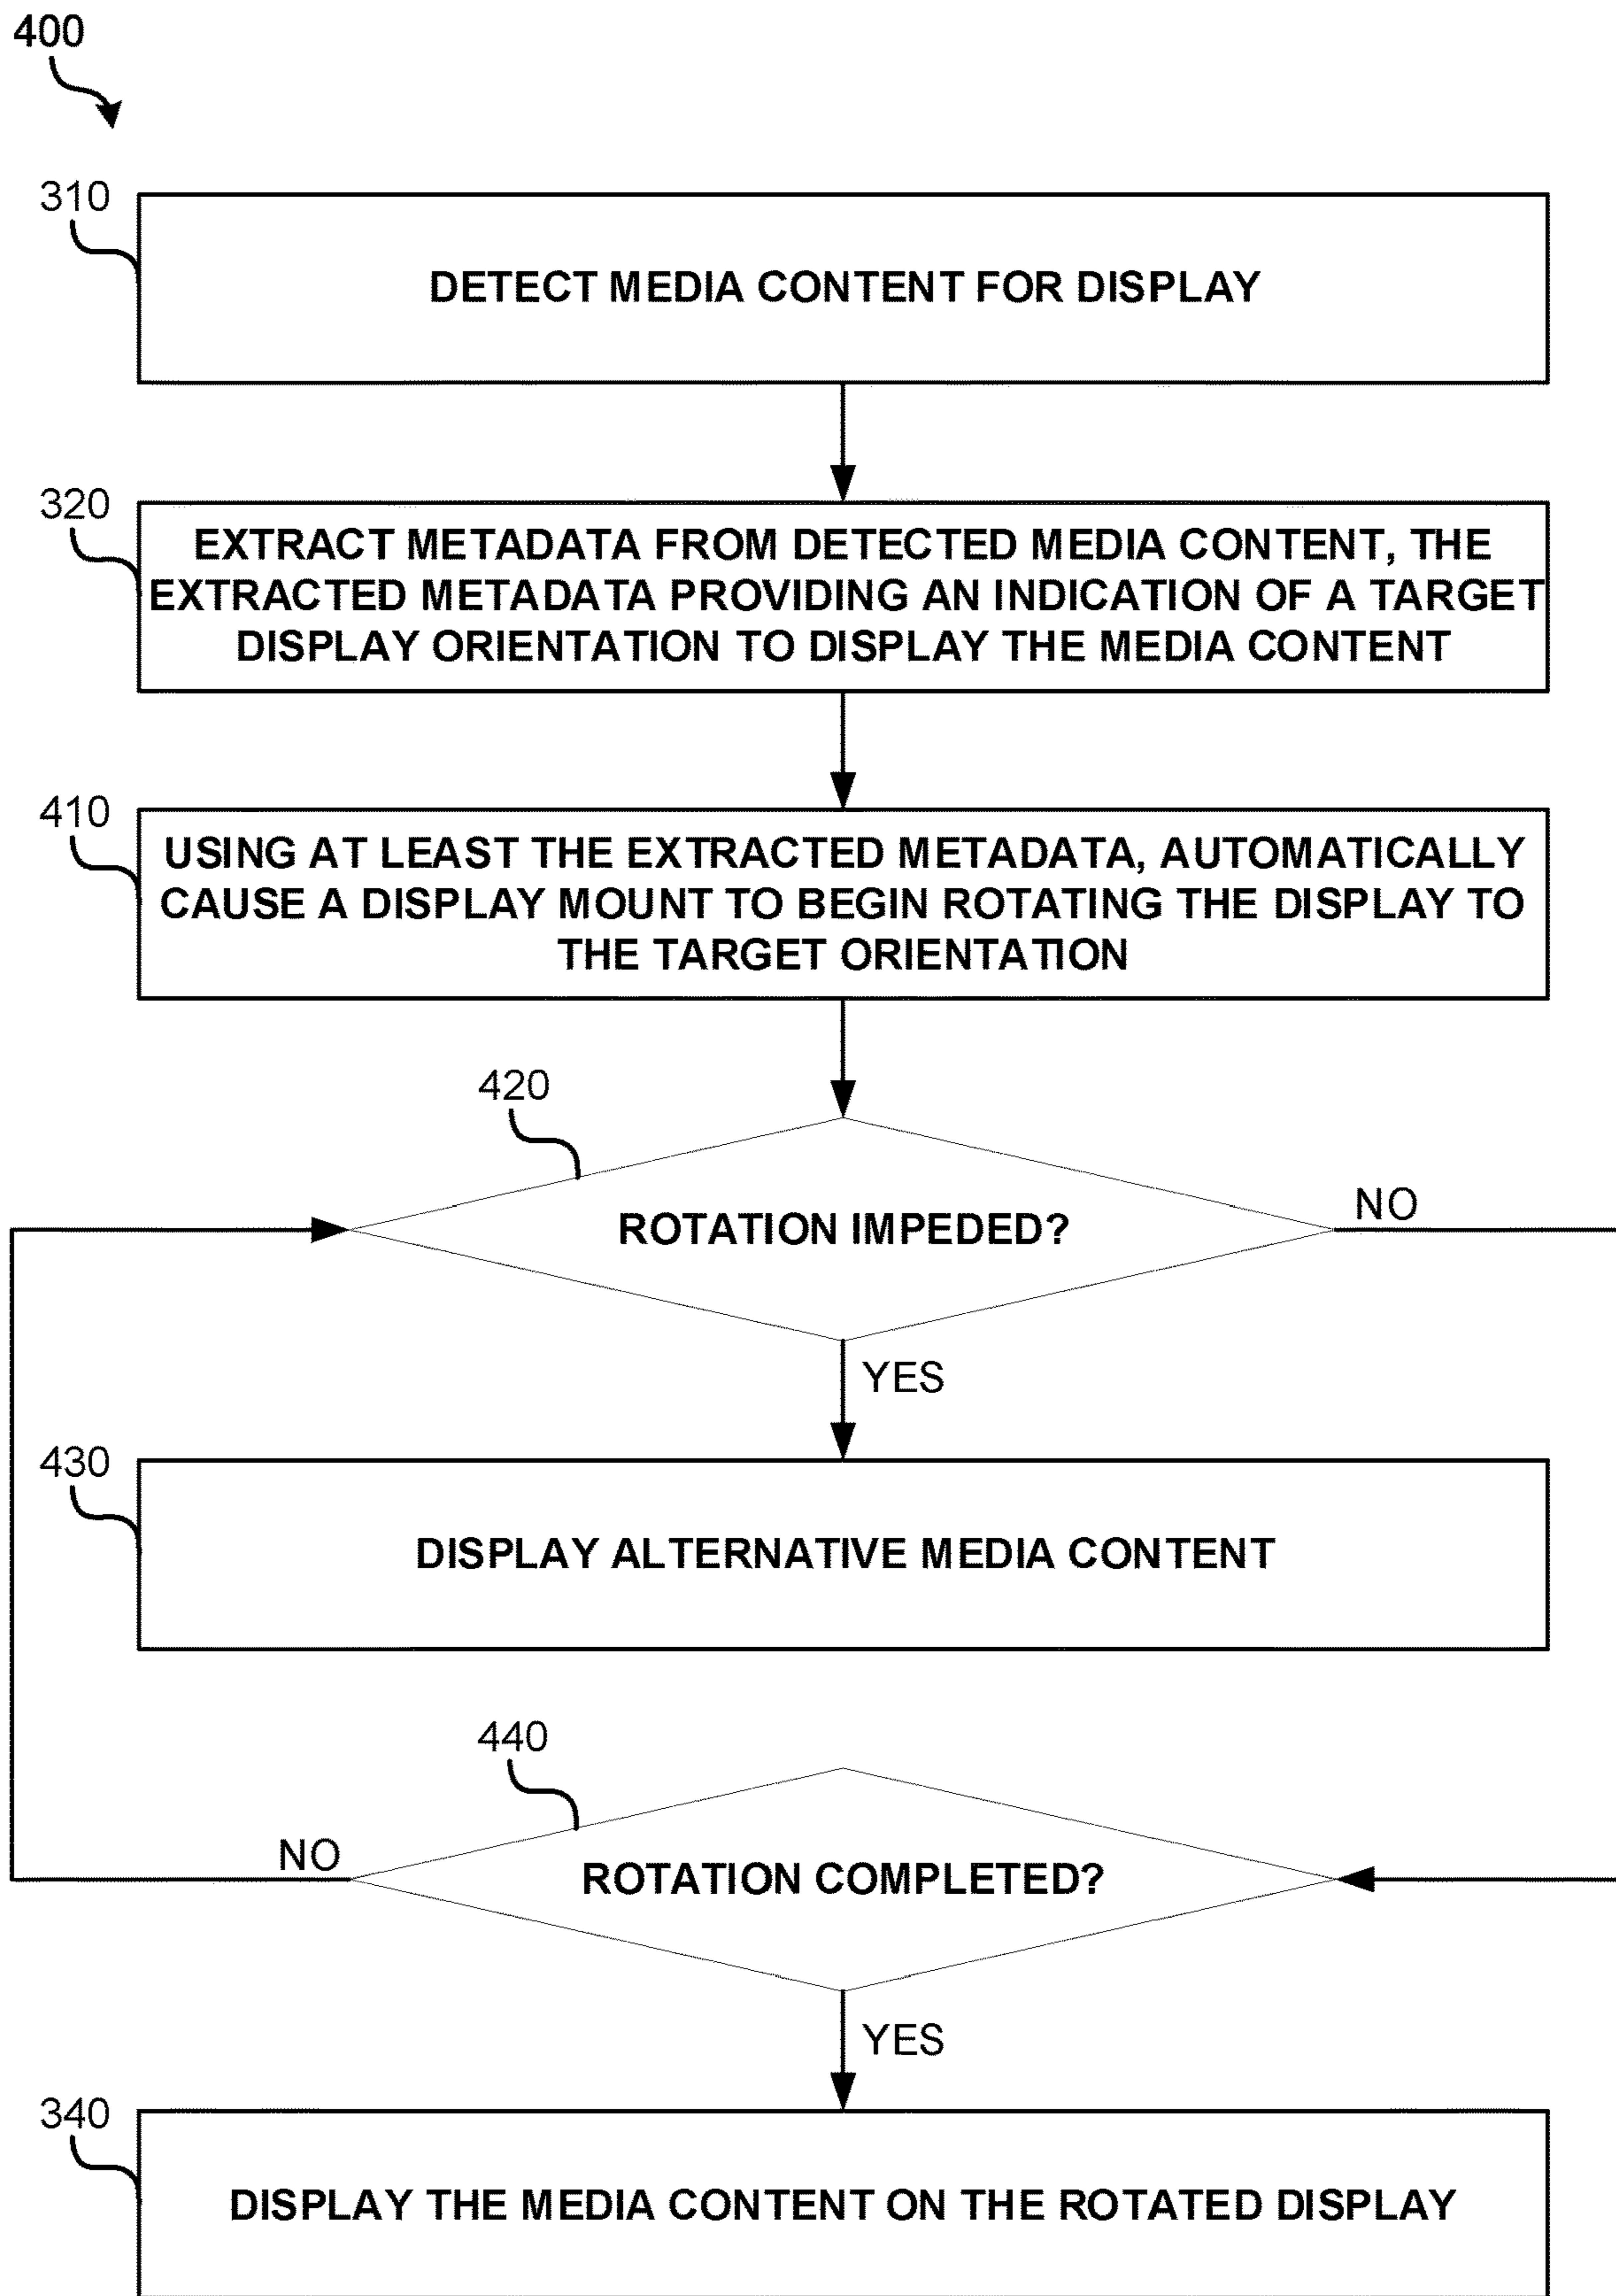 400
310
DETECT MEDIA CONTENT FOR DISPLAY
320
EXTRACT METADATA FROM DETECTED MEDIA CONTENT, THE
EXTRACTED METADATA PROVIDING AN INDICATION OF A TARGET
DISPLAY ORIENTATION TO DISPLAY THE MEDIA CONTENT
410
USING AT LEAST THE EXTRACTED METADATA, AUTOMATICALLY
CAUSE A DISPLAY MOUNT TO BEGIN ROTATING THE DISPLAY TO
THE TARGET ORIENTATION
420
ROTATION IMPEDED?
NO
YES
430
DISPLAY ALTERNATIVE MEDIA CONTENT
440
NO
ROTATION COMPLETED?
YES
340
DISPLAY THE MEDIA CONTENT ON THE ROTATED DISPLAY